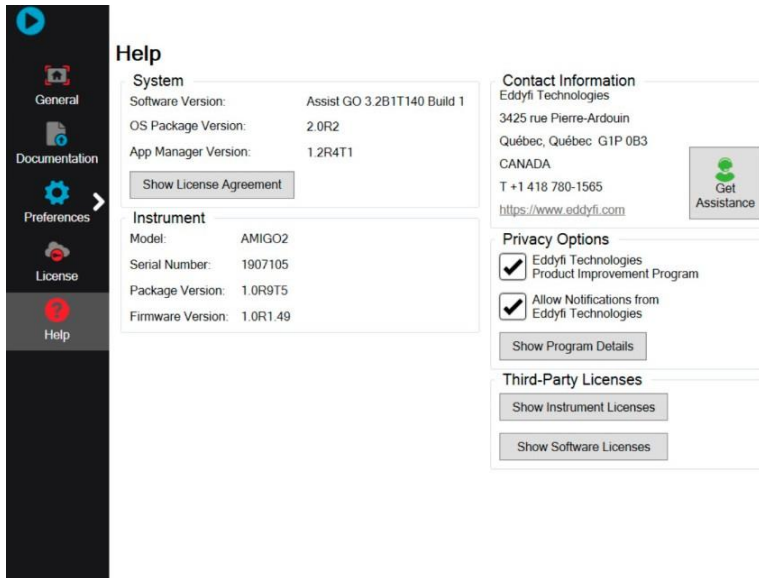 Help
General
Documentation
Preferences
License
Help
System
Software Version: Assist GO 3.2B1T140 Build 1
OS Package Version: 2.0R2
App Manager Version: 1.2R4T1
Show License Agreement
Instrument
Model: AMIGO2
Serial Number: 1907105
Package Version: 1.0R9T5
Firmware Version: 1.0R1.49
Contact Information
Eddyfi Technologies
3425 rue Pierre-Ardouin
Québec, Québec G1P 0B3
CANADA
T +1 418 780-1565
https://www.eddyfi.com
Get
Assistance
Privacy Options
Eddyfi Technologies
Product Improvement Program
Allow Notifications from
Eddyfi Technologies
Show Program Details
Third-Party Licenses
Show Instrument Licenses
Show Software Licenses